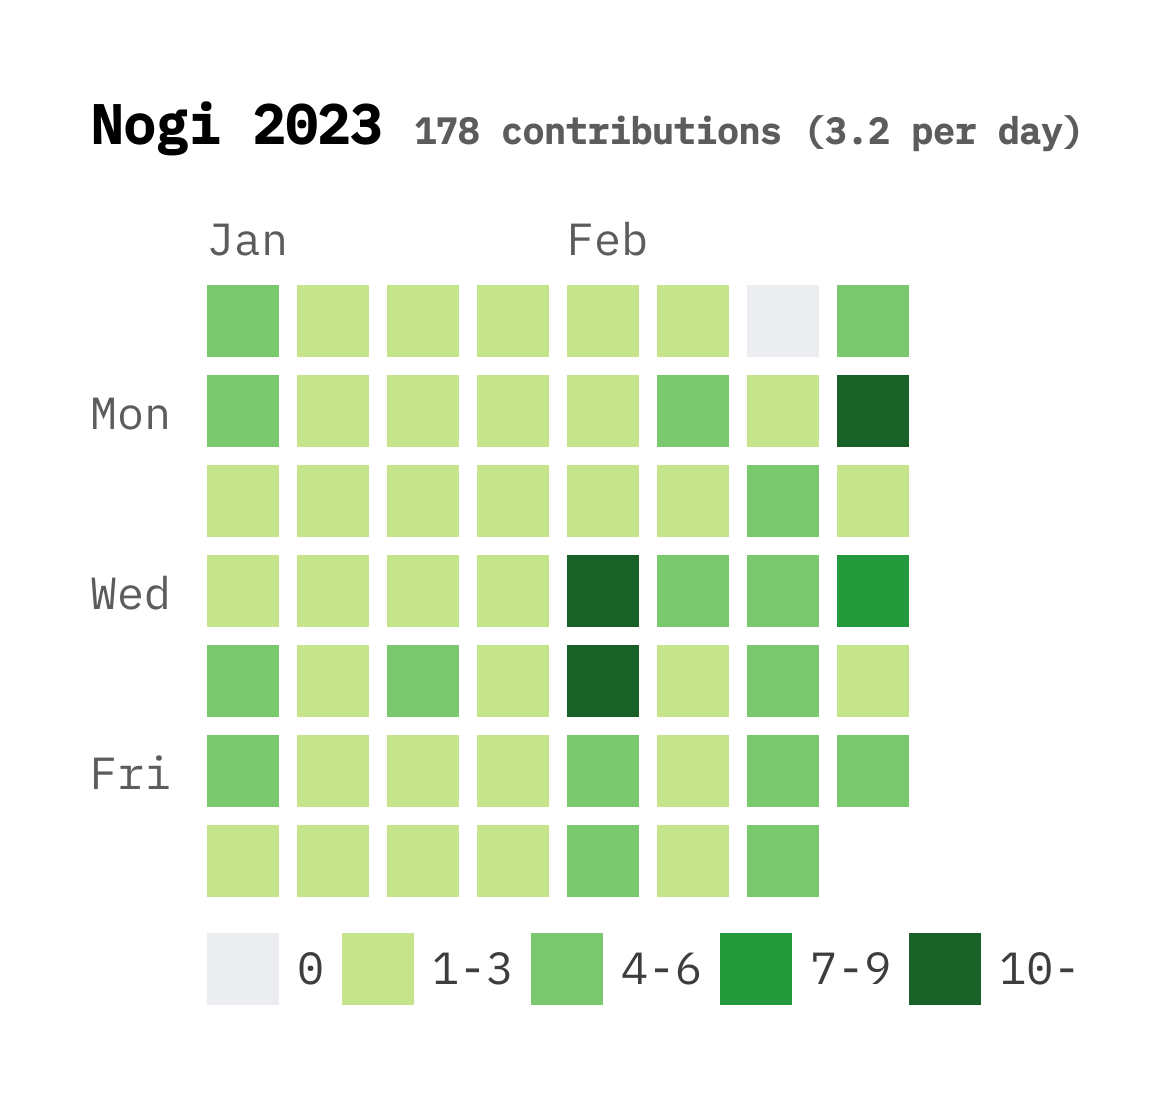 Nogi 2023 178 contributions (3.2 per day)
Jan Feb
Mon
Wed
Fri
0 1-3 4-6 7-9 10-